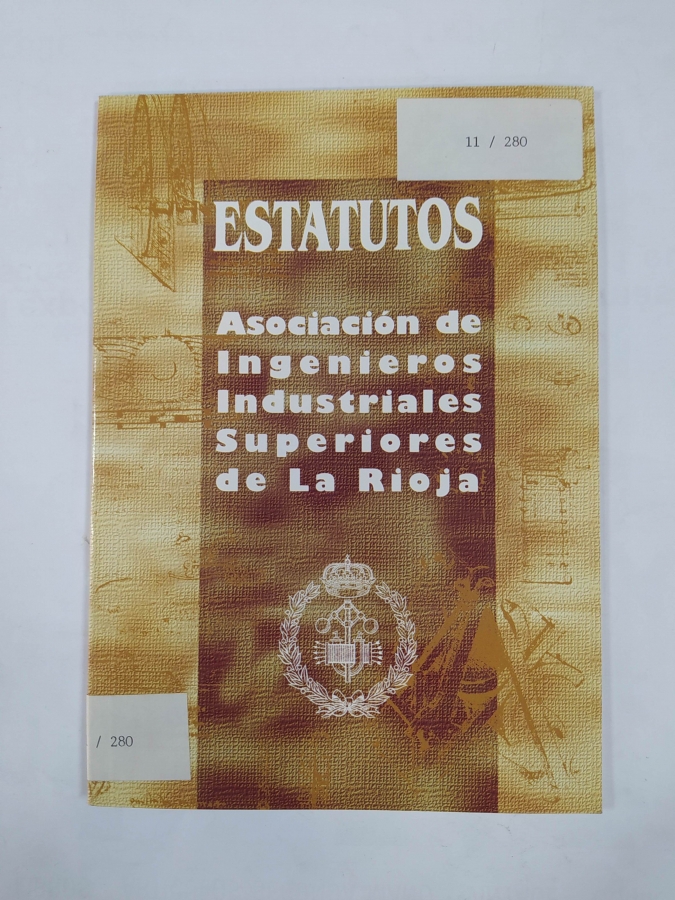 11 / 280
ESTATUTOS
Asociación de
Ingenieros
Industriales
Superiores
de La Rioja
/ 280